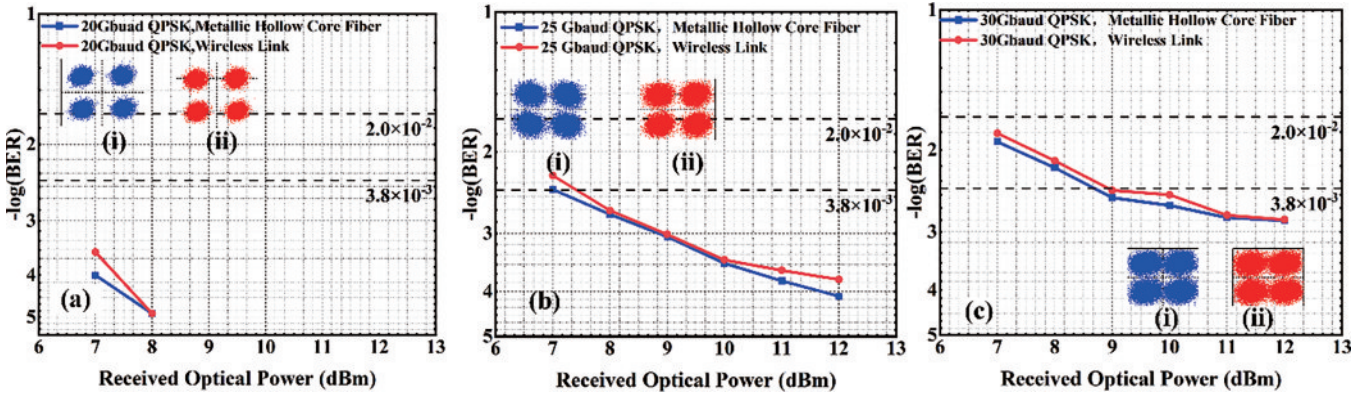 20Gbuad QPSK,Metallic Hollow Core Fiber
20Gbaud QPSK,Wireless Link
-1
2
3
4
5
-log(BER)
(i)
(ii)
2.0×10⁻²
3.8×10⁻³
(a)
6 7 8 9 10 11 12 13
Received Optical Power (dBm)
25 Gbaud QPSK, Metallic Hollow Core Fiber
25 Gbaud QPSK, Wireless Link
-1
2
3
4
5
-log(BER)
(i)
(ii)
2.0×10⁻²
3.8×10⁻³
(b)
6 7 8 9 10 11 12 13
Received Optical Power (dBm)
30Gbaud QPSK, Metallic Hollow Core Fiber
30Gbaud QPSK, Wireless Link
-1
2
3
4
5
-log(BER)
2.0×10⁻²
3.8×10⁻³
(i)
(ii)
(c)
6 7 8 9 10 11 12 13
Received Optical Power (dBm)